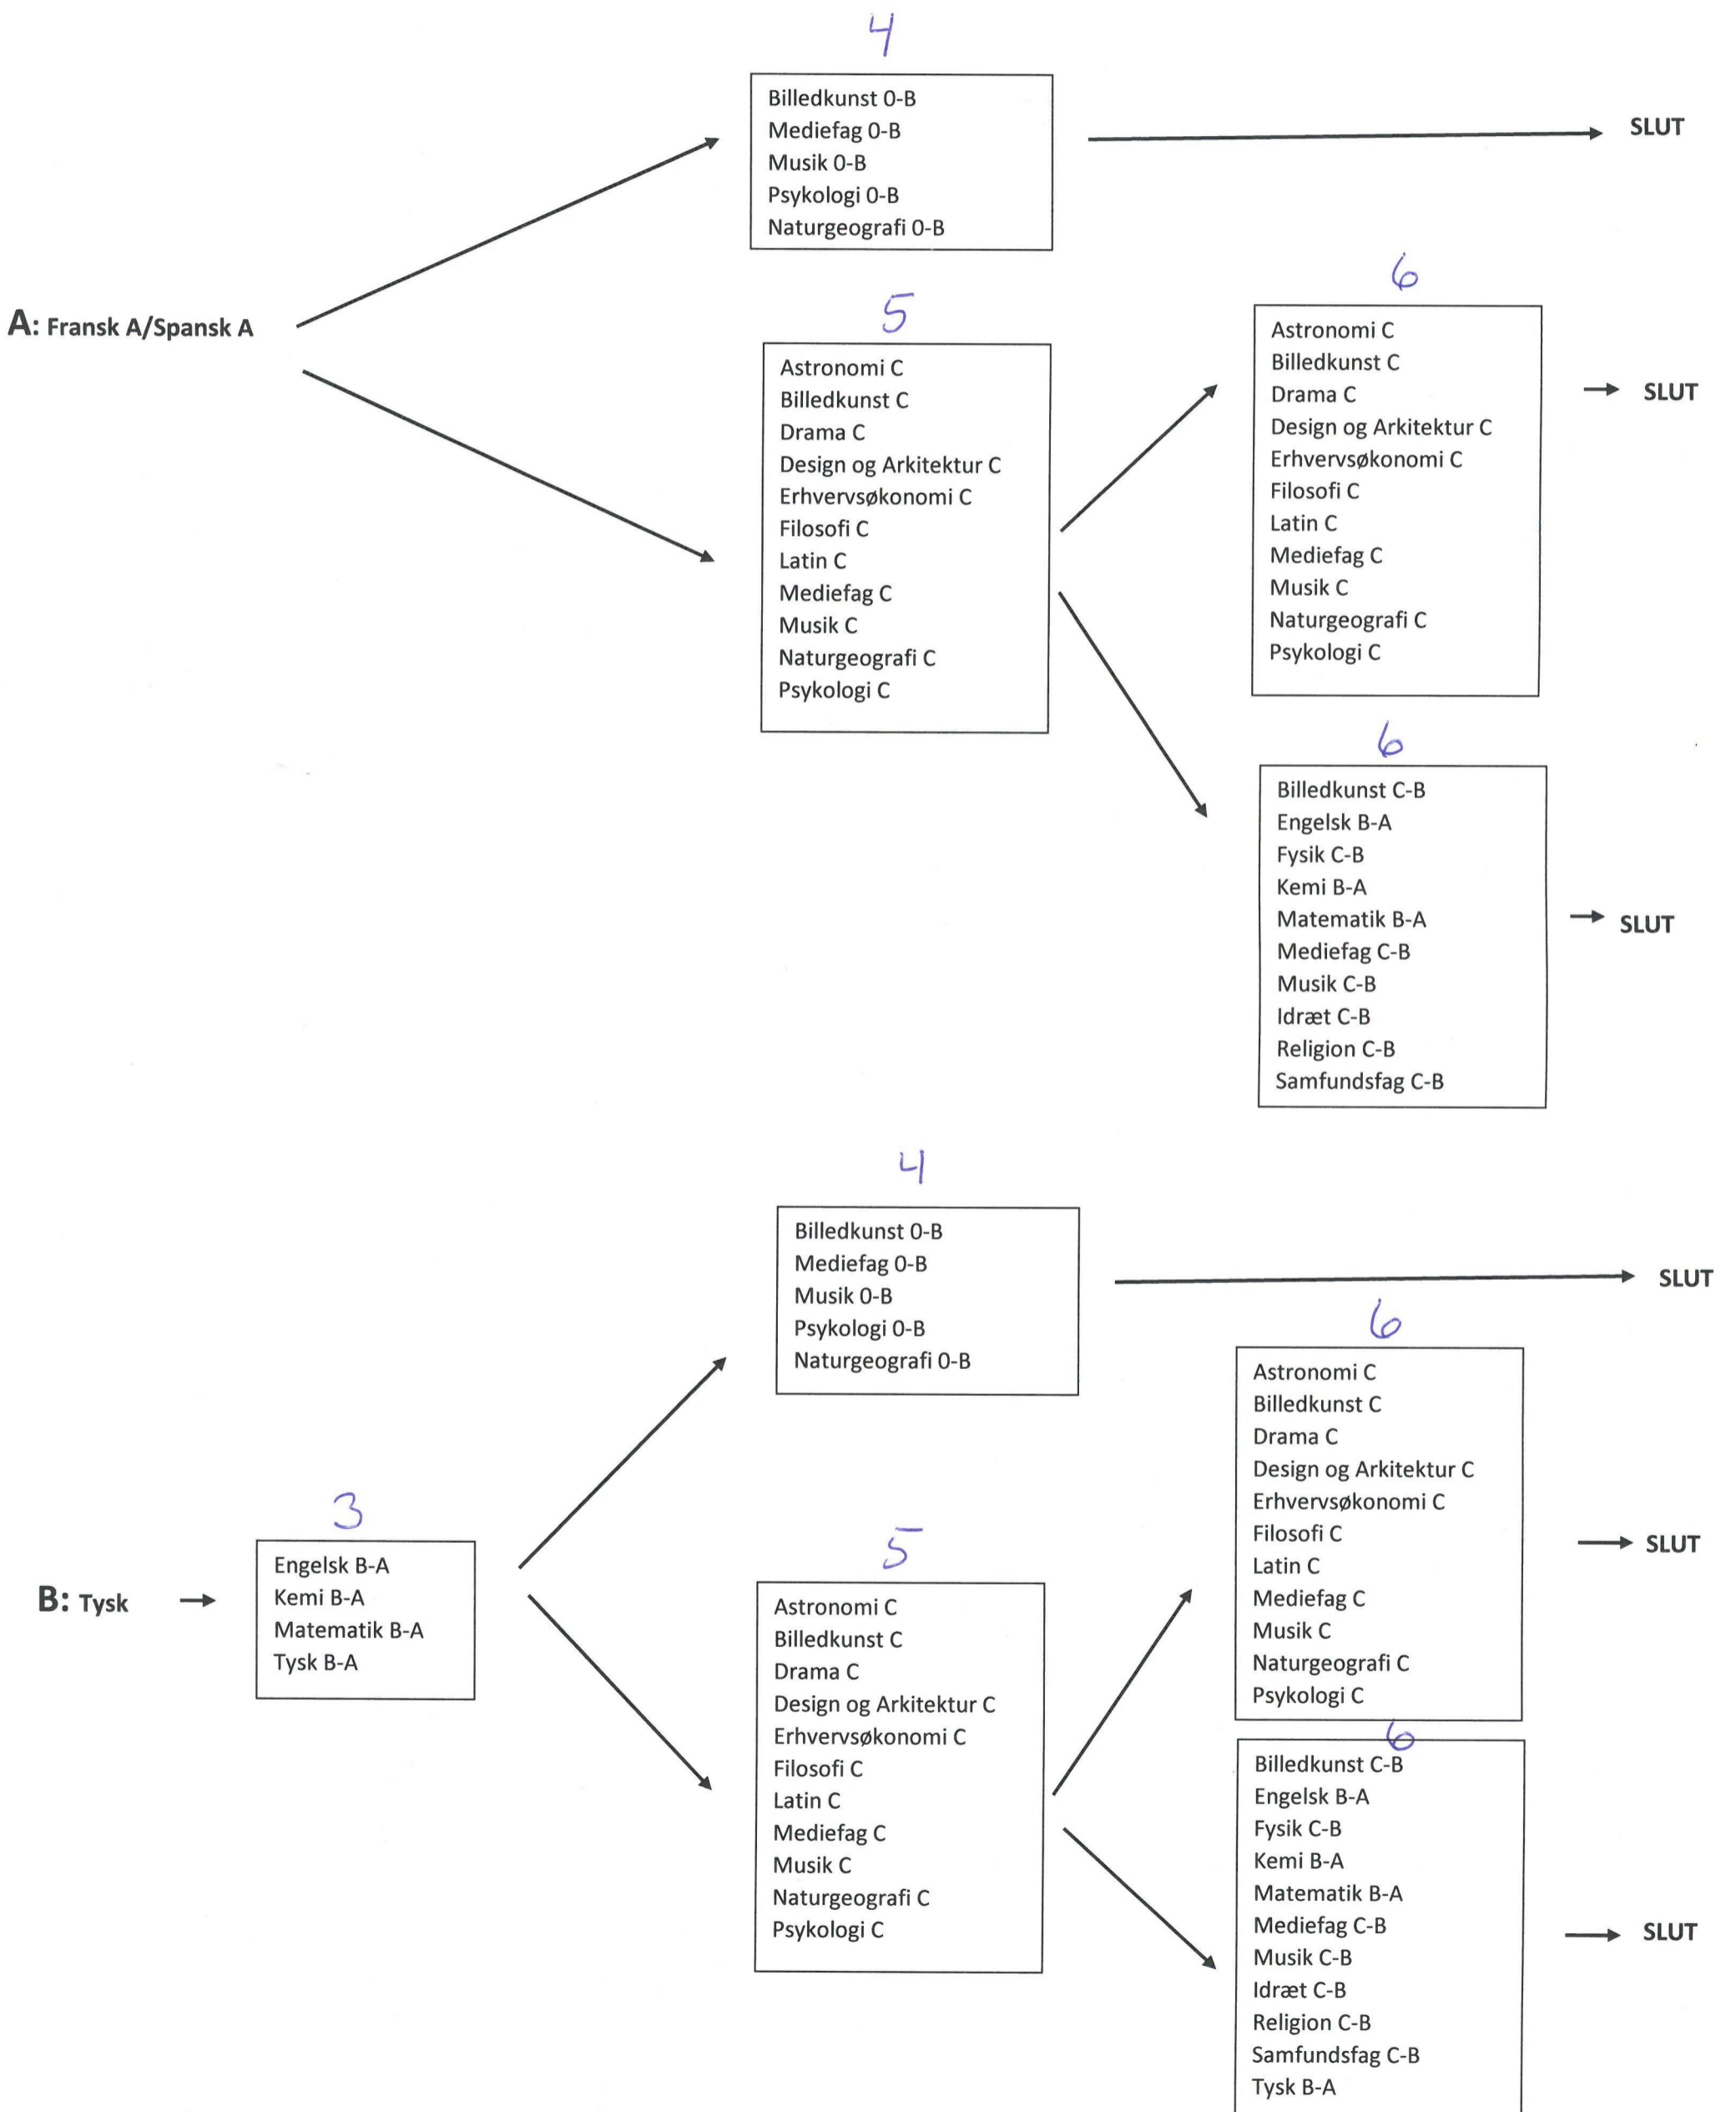 4
Billedkunst 0-B
Mediefag 0-B
Musik 0-B
Psykologi 0-B
Naturgeografi 0-B
SLUT
A: Fransk A/Spansk A
5
Astronomi C
Billedkunst C
Drama C
Design og Arkitektur C
Erhvervsøkonomi C
Filosofi C
Latin C
Mediefag C
Musik C
Naturgeografi C
Psykologi C
6
Astronomi C
Billedkunst C
Drama C
Design og Arkitektur C
Erhvervsøkonomi C
Filosofi C
Latin C
Mediefag C
Musik C
Naturgeografi C
Psykologi C
SLUT
6
Billedkunst C-B
Engelsk B-A
Fysik C-B
Kemi B-A
Matematik B-A
Mediefag C-B
Musik C-B
Idræt C-B
Religion C-B
Samfundsfag C-B
SLUT
4
Billedkunst 0-B
Mediefag 0-B
Musik 0-B
Psykologi 0-B
Naturgeografi 0-B
SLUT
B: Tysk
3
Engelsk B-A
Kemi B-A
Matematik B-A
Tysk B-A
5
Astronomi C
Billedkunst C
Drama C
Design og Arkitektur C
Erhvervsøkonomi C
Filosofi C
Latin C
Mediefag C
Musik C
Naturgeografi C
Psykologi C
6
Astronomi C
Billedkunst C
Drama C
Design og Arkitektur C
Erhvervsøkonomi C
Filosofi C
Latin C
Mediefag C
Musik C
Naturgeografi C
Psykologi C
SLUT
6
Billedkunst C-B
Engelsk B-A
Fysik C-B
Kemi B-A
Matematik B-A
Mediefag C-B
Musik C-B
Idræt C-B
Religion C-B
Samfundsfag C-B
Tysk B-A
SLUT